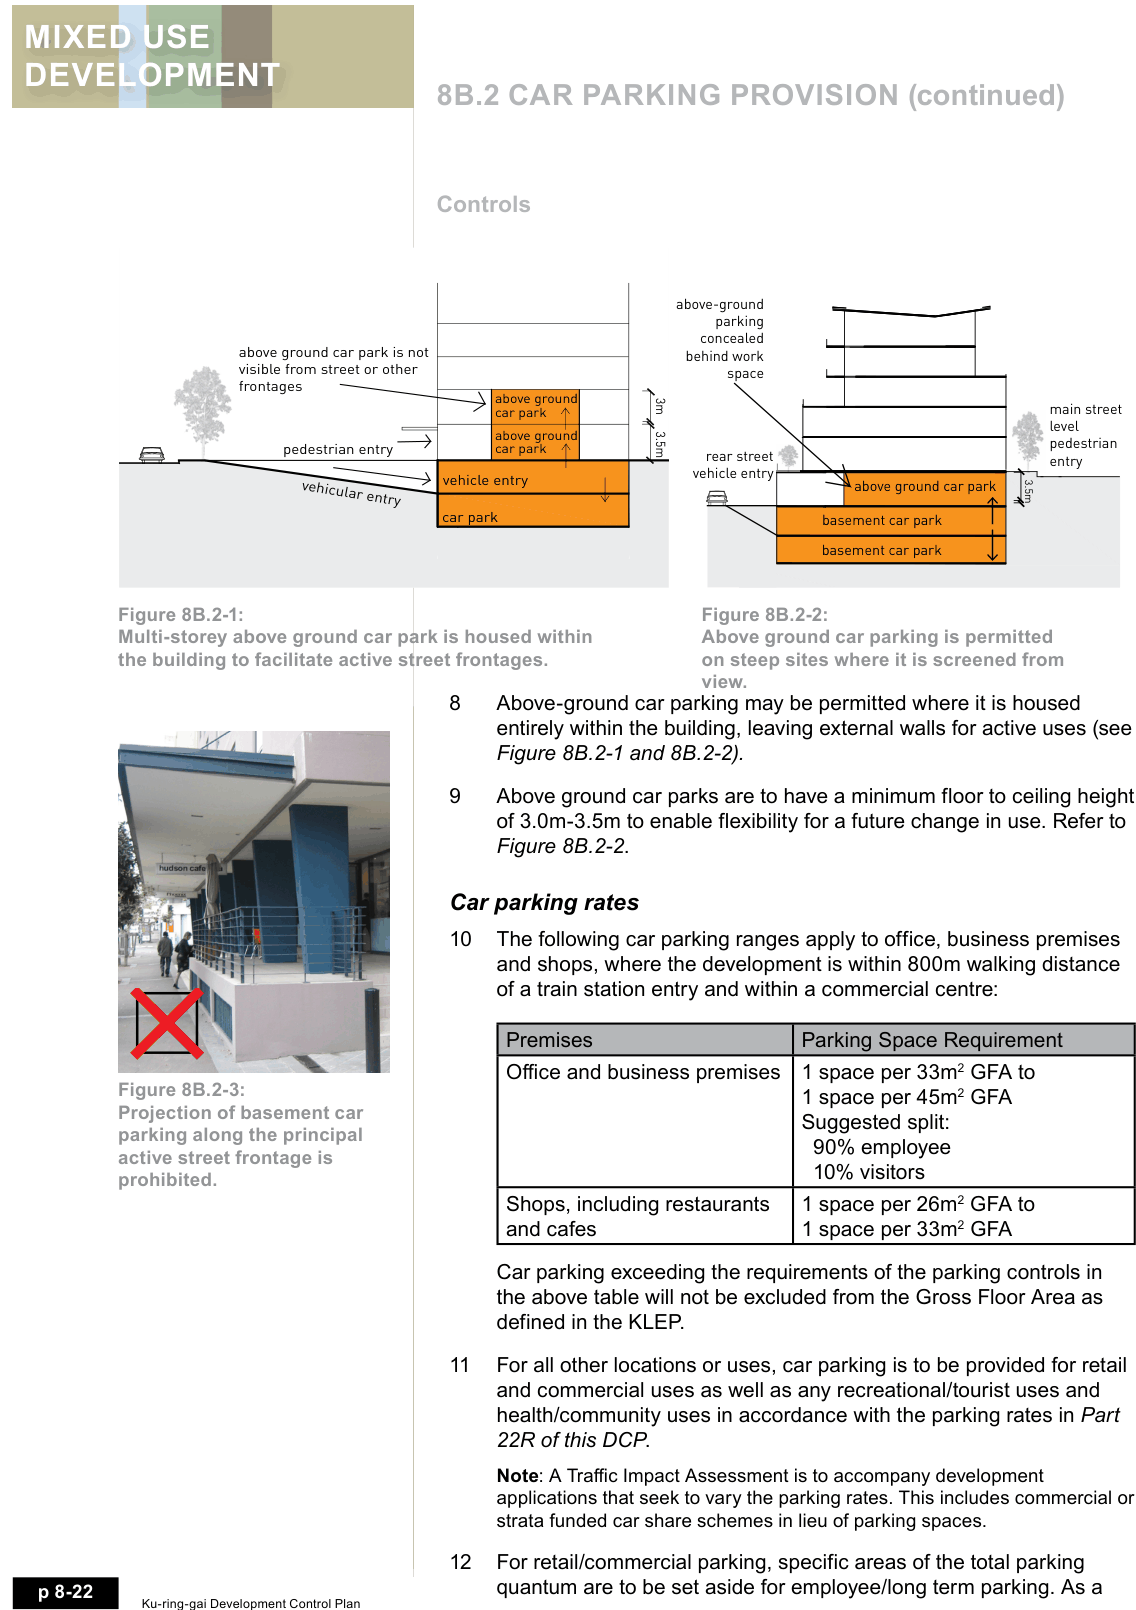 MIXED USE
DEVELOPMENT
8B.2 CAR PARKING PROVISION (continued)
Controls
above ground car park is not
visible from street or other
frontages
pedestrian entry
vehicular entry
above ground
car park
above ground
car park
vehicle entry
car park
3m
3.5m
above-ground
parking
concealed
behind work
space
rear street
vehicle entry
main street
level
pedestrian
entry
above ground car park
basement car park
basement car park
3.5m
Figure 8B.2-1:
Multi-storey above ground car park is housed within
the building to facilitate active street frontages.
Figure 8B.2-2:
Above ground car parking is permitted
on steep sites where it is screened from
view.
8 Above-ground car parking may be permitted where it is housed
entirely within the building, leaving external walls for active uses (see
Figure 8B.2-1 and 8B.2-2).
9 Above ground car parks are to have a minimum floor to ceiling height
of 3.0m-3.5m to enable flexibility for a future change in use. Refer to
Figure 8B.2-2.
hudson cafe
Figure 8B.2-3:
Projection of basement car
parking along the principal
active street frontage is
prohibited.
Car parking rates
10 The following car parking ranges apply to office, business premises
and shops, where the development is within 800m walking distance
of a train station entry and within a commercial centre:
Premises Parking Space Requirement
Office and business premises 1 space per 33m² GFA to
1 space per 45m² GFA
Suggested split:
90% employee
10% visitors
Shops, including restaurants 1 space per 26m² GFA to
and cafes 1 space per 33m² GFA
Car parking exceeding the requirements of the parking controls in
the above table will not be excluded from the Gross Floor Area as
defined in the KLEP.
11 For all other locations or uses, car parking is to be provided for retail
and commercial uses as well as any recreational/tourist uses and
health/community uses in accordance with the parking rates in Part
22R of this DCP.
Note: A Traffic Impact Assessment is to accompany development
applications that seek to vary the parking rates. This includes commercial or
strata funded car share schemes in lieu of parking spaces.
12 For retail/commercial parking, specific areas of the total parking
quantum are to be set aside for employee/long term parking. As a
p 8-22
Ku-ring-gai Development Control Plan